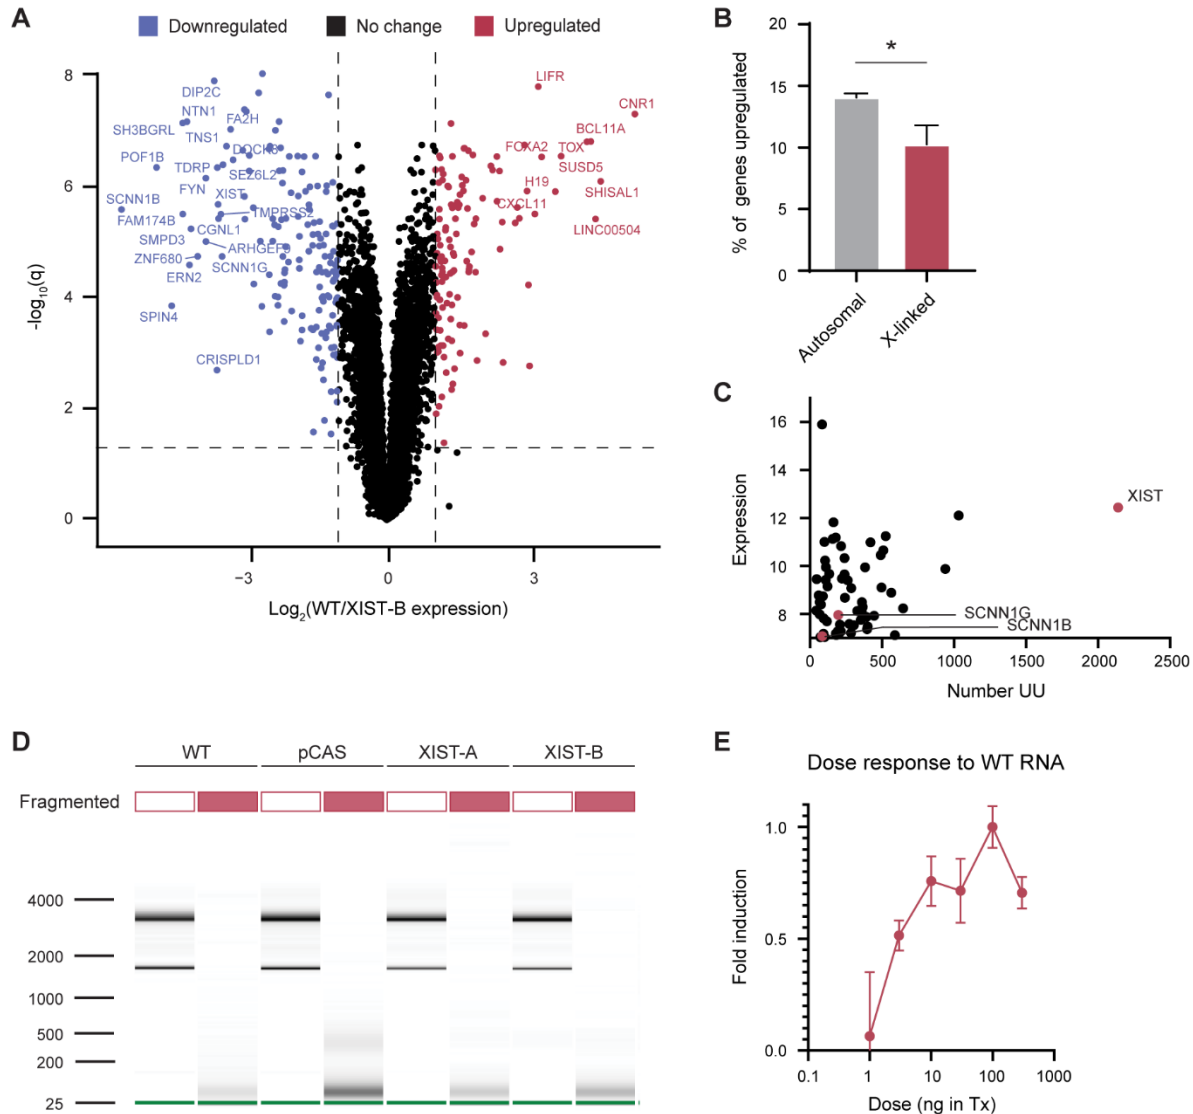 A
Downregulated
No change
Upregulated
8
6
4
2
0
-log10(q)
−3
0
3
Log2(WT/XIST-B expression)
DIP2C
NTN1
SH3BGRL
FA2H
TNS1
POF1B
DOCK8
TDRP
SEZ6L2
FYN
XIST
SCNN1B
TMPRSS2
FAM174B
CGNL1
SMPD3
ARHGEF9
ZNF680
SCNN1G
ERN2
SPIN4
CRISPLD1
LIFR
CNR1
BCL11A
FOXA2
TOX
SUSD5
H19
SHISAL1
CXCL11
LINC00504
B
20
15
10
5
0
% of genes upregulated
*
Autosomal
X-linked
C
16
14
12
10
8
Expression
XIST
SCNN1G
SCNN1B
0
500
1000
1500
2000
2500
Number UU
D
WT
pCAS
XIST-A
XIST-B
Fragmented
4000
2000
1000
500
200
25
E
Dose response to WT RNA
1.0
0.5
0.0
Fold induction
0.1
1
10
100
1000
Dose (ng in Tx)